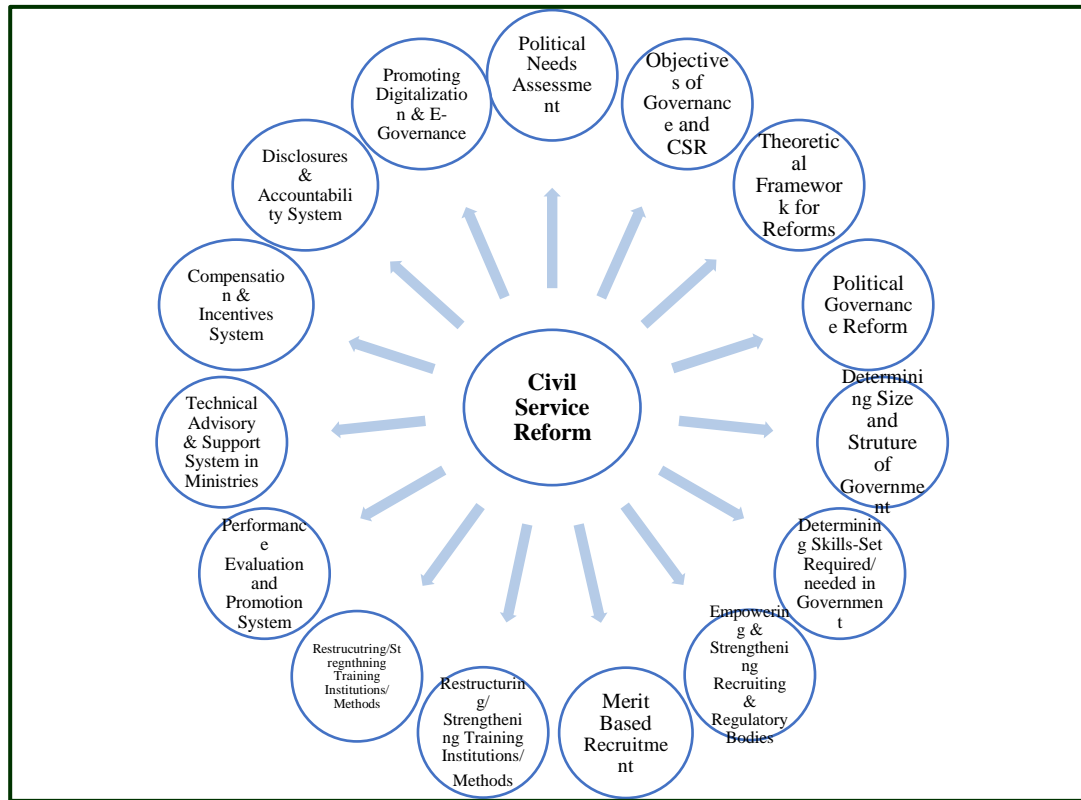 Political
Needs
Assessme
nt
Objective
s of
Governanc
e and
CSR
Theoretic
al
Framewor
k for
Reforms
Political
Governanc
e Reform
Determini
ng Size
and
Struture
of
Governme
nt
Determinin
g Skills-Set
Required/
needed in
Governmen
t
Empowerin
g &
Strengtheni
ng
Recruiting
&
Regulatory
Bodies
Merit
Based
Recruitme
nt
Restructurin
g/
Strengtheni
ng Training
Institutions/
Methods
Restrucutring/St
regnthning
Training
Institutions/
Methods
Performanc
e
Evaluation
and
Promotion
System
Technical
Advisory
& Support
System in
Ministries
Compensatio
n &
Incentives
System
Disclosures
&
Accountabili
ty System
Promoting
Digitalizatio
n & E-
Governance
Civil
Service
Reform